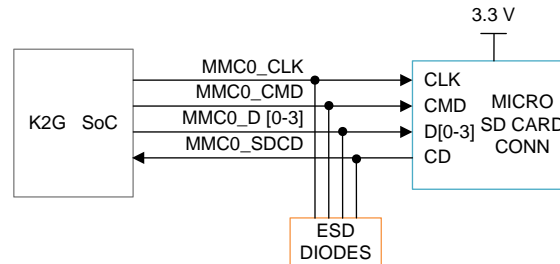 3.3 V
MMC0_CLK
MMC0_CMD
MMC0_D [0-3]
MMC0_SDCD
K2G SoC
CLK
CMD
D[0-3]
CD
MICRO
SD CARD
CONN
ESD
DIODES